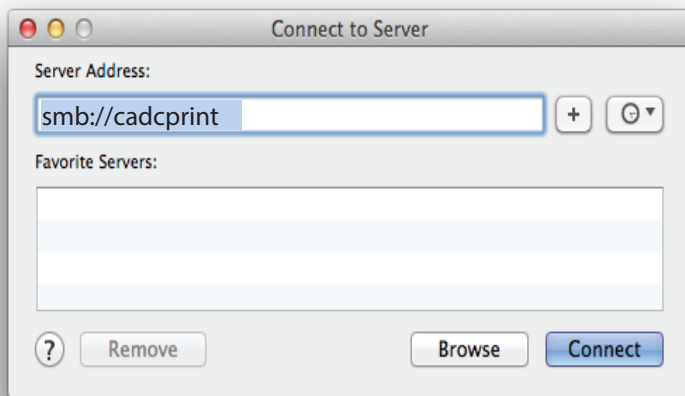 Connect to Server
Server Address:
smb://cadcprint
+
Favorite Servers:
? Remove Browse Connect